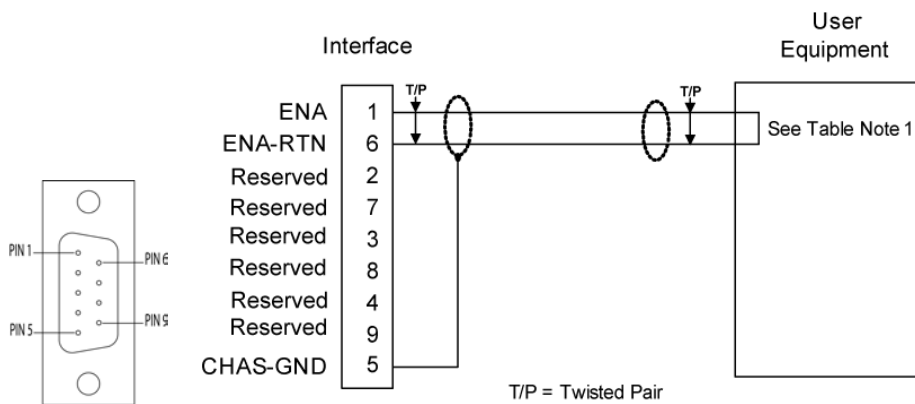 User
Equipment
Interface
T/P
T/P
ENA 1
ENA-RTN 6
See Table Note 1
Reserved 2
Reserved 7
Reserved 3
Reserved 8
Reserved 4
Reserved 9
CHAS-GND 5
PIN 1
PIN 6
PIN 5
PIN 9
T/P = Twisted Pair